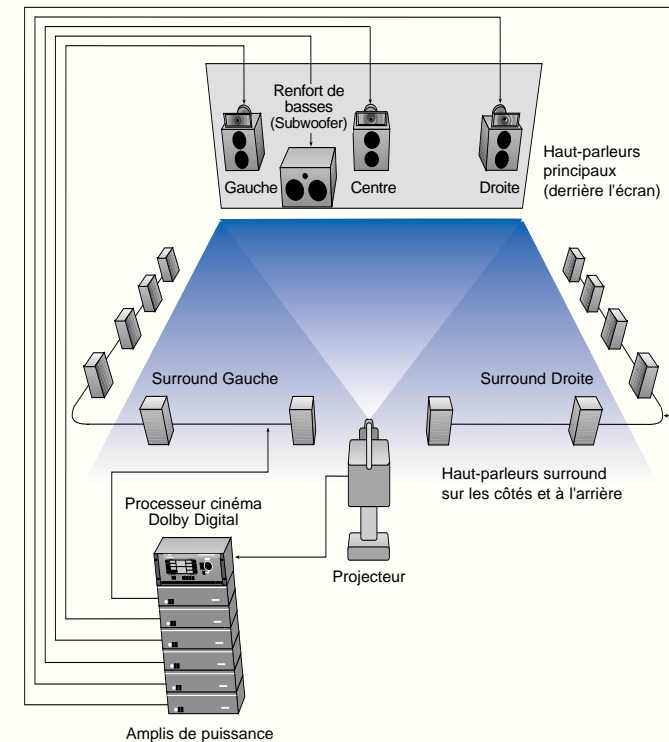 Renfort de
basses
(Subwoofer)
Gauche
Centre
Droite
Haut-parleurs
principaux
(derrière l'écran)
Surround Gauche
Surround Droite
Haut-parleurs surround
sur les côtés et à l'arrière
Processeur cinéma
Dolby Digital
Projecteur
Amplis de puissance